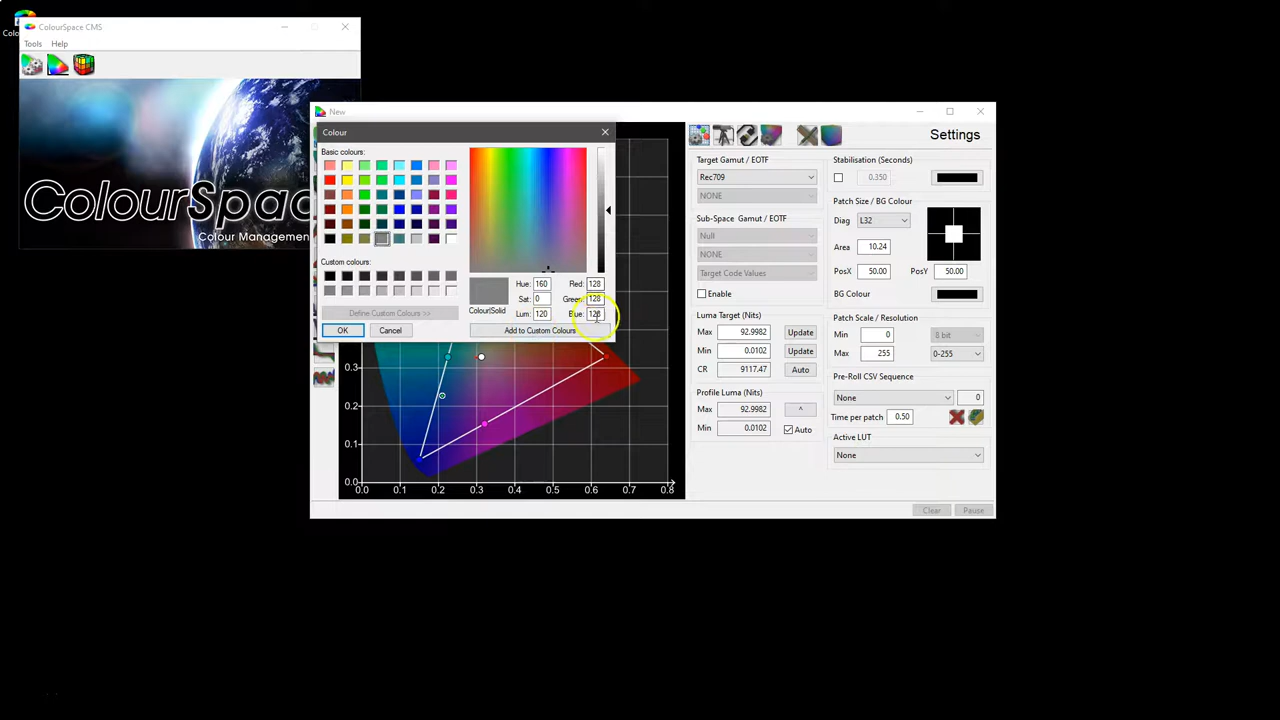 ColourSpace CMS
Tools Help
ColourSpac
Colour Managemen
New
Colour
Basic colours:
Custom colours:
Define Custom Colours >>
OK
Cancel
Colour|Solid
Hue: 160
Sat: 0
Lum: 120
Red: 128
Green: 128
Blue: 128
Add to Custom Colours
0.3
0.2
0.1
0.0
0.0 0.1 0.2 0.3 0.4 0.5 0.6 0.7 0.8
Settings
Target Gamut / EOTF
Rec709
NONE
Sub-Space Gamut / EOTF
Null
NONE
Target Code Values
Enable
Luma Target (Nits)
Max 92.9982 Update
Min 0.0102 Update
CR 9117.47 Auto
Profile Luma (Nits)
Max 92.9982 ^
Min 0.0102 Auto
Stabilisation (Seconds)
0.350
Patch Size / BG Colour
Diag L32
Area 10.24
PosX 50.00 PosY 50.00
BG Colour
Patch Scale / Resolution
Min 0 8 bit
Max 255 0-255
Pre-Roll CSV Sequence
None 0
Time per patch 0.50
Active LUT
None
Clear Pause